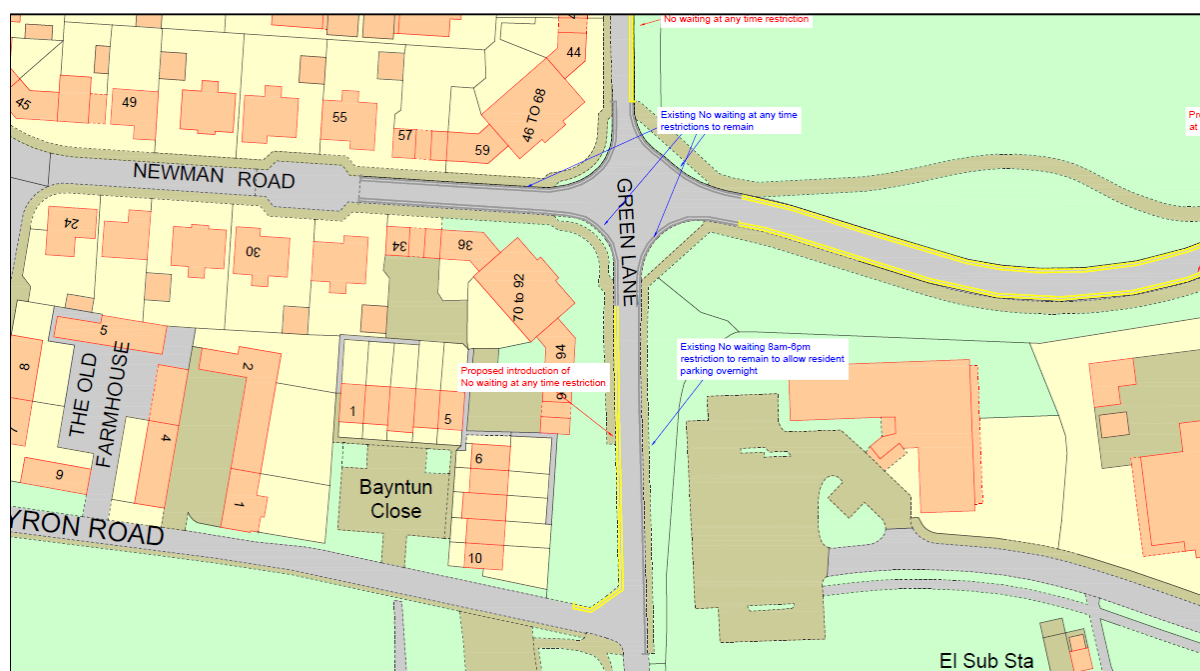 No waiting at any time restriction
44
46 TO 68
45
49
55
57
59
Existing No waiting at any time
restrictions to remain
NEWMAN ROAD
GREEN LANE
24
30
34
36
70 to 92
5
THE OLD
FARMHOUSE
8
2
4
9
1
1
5
94
Proposed introduction of
No waiting at any time restriction
Existing No waiting 8am-6pm
restriction to remain to allow resident
parking overnight
6
Bayntun
Close
10
YRON ROAD
El Sub Sta